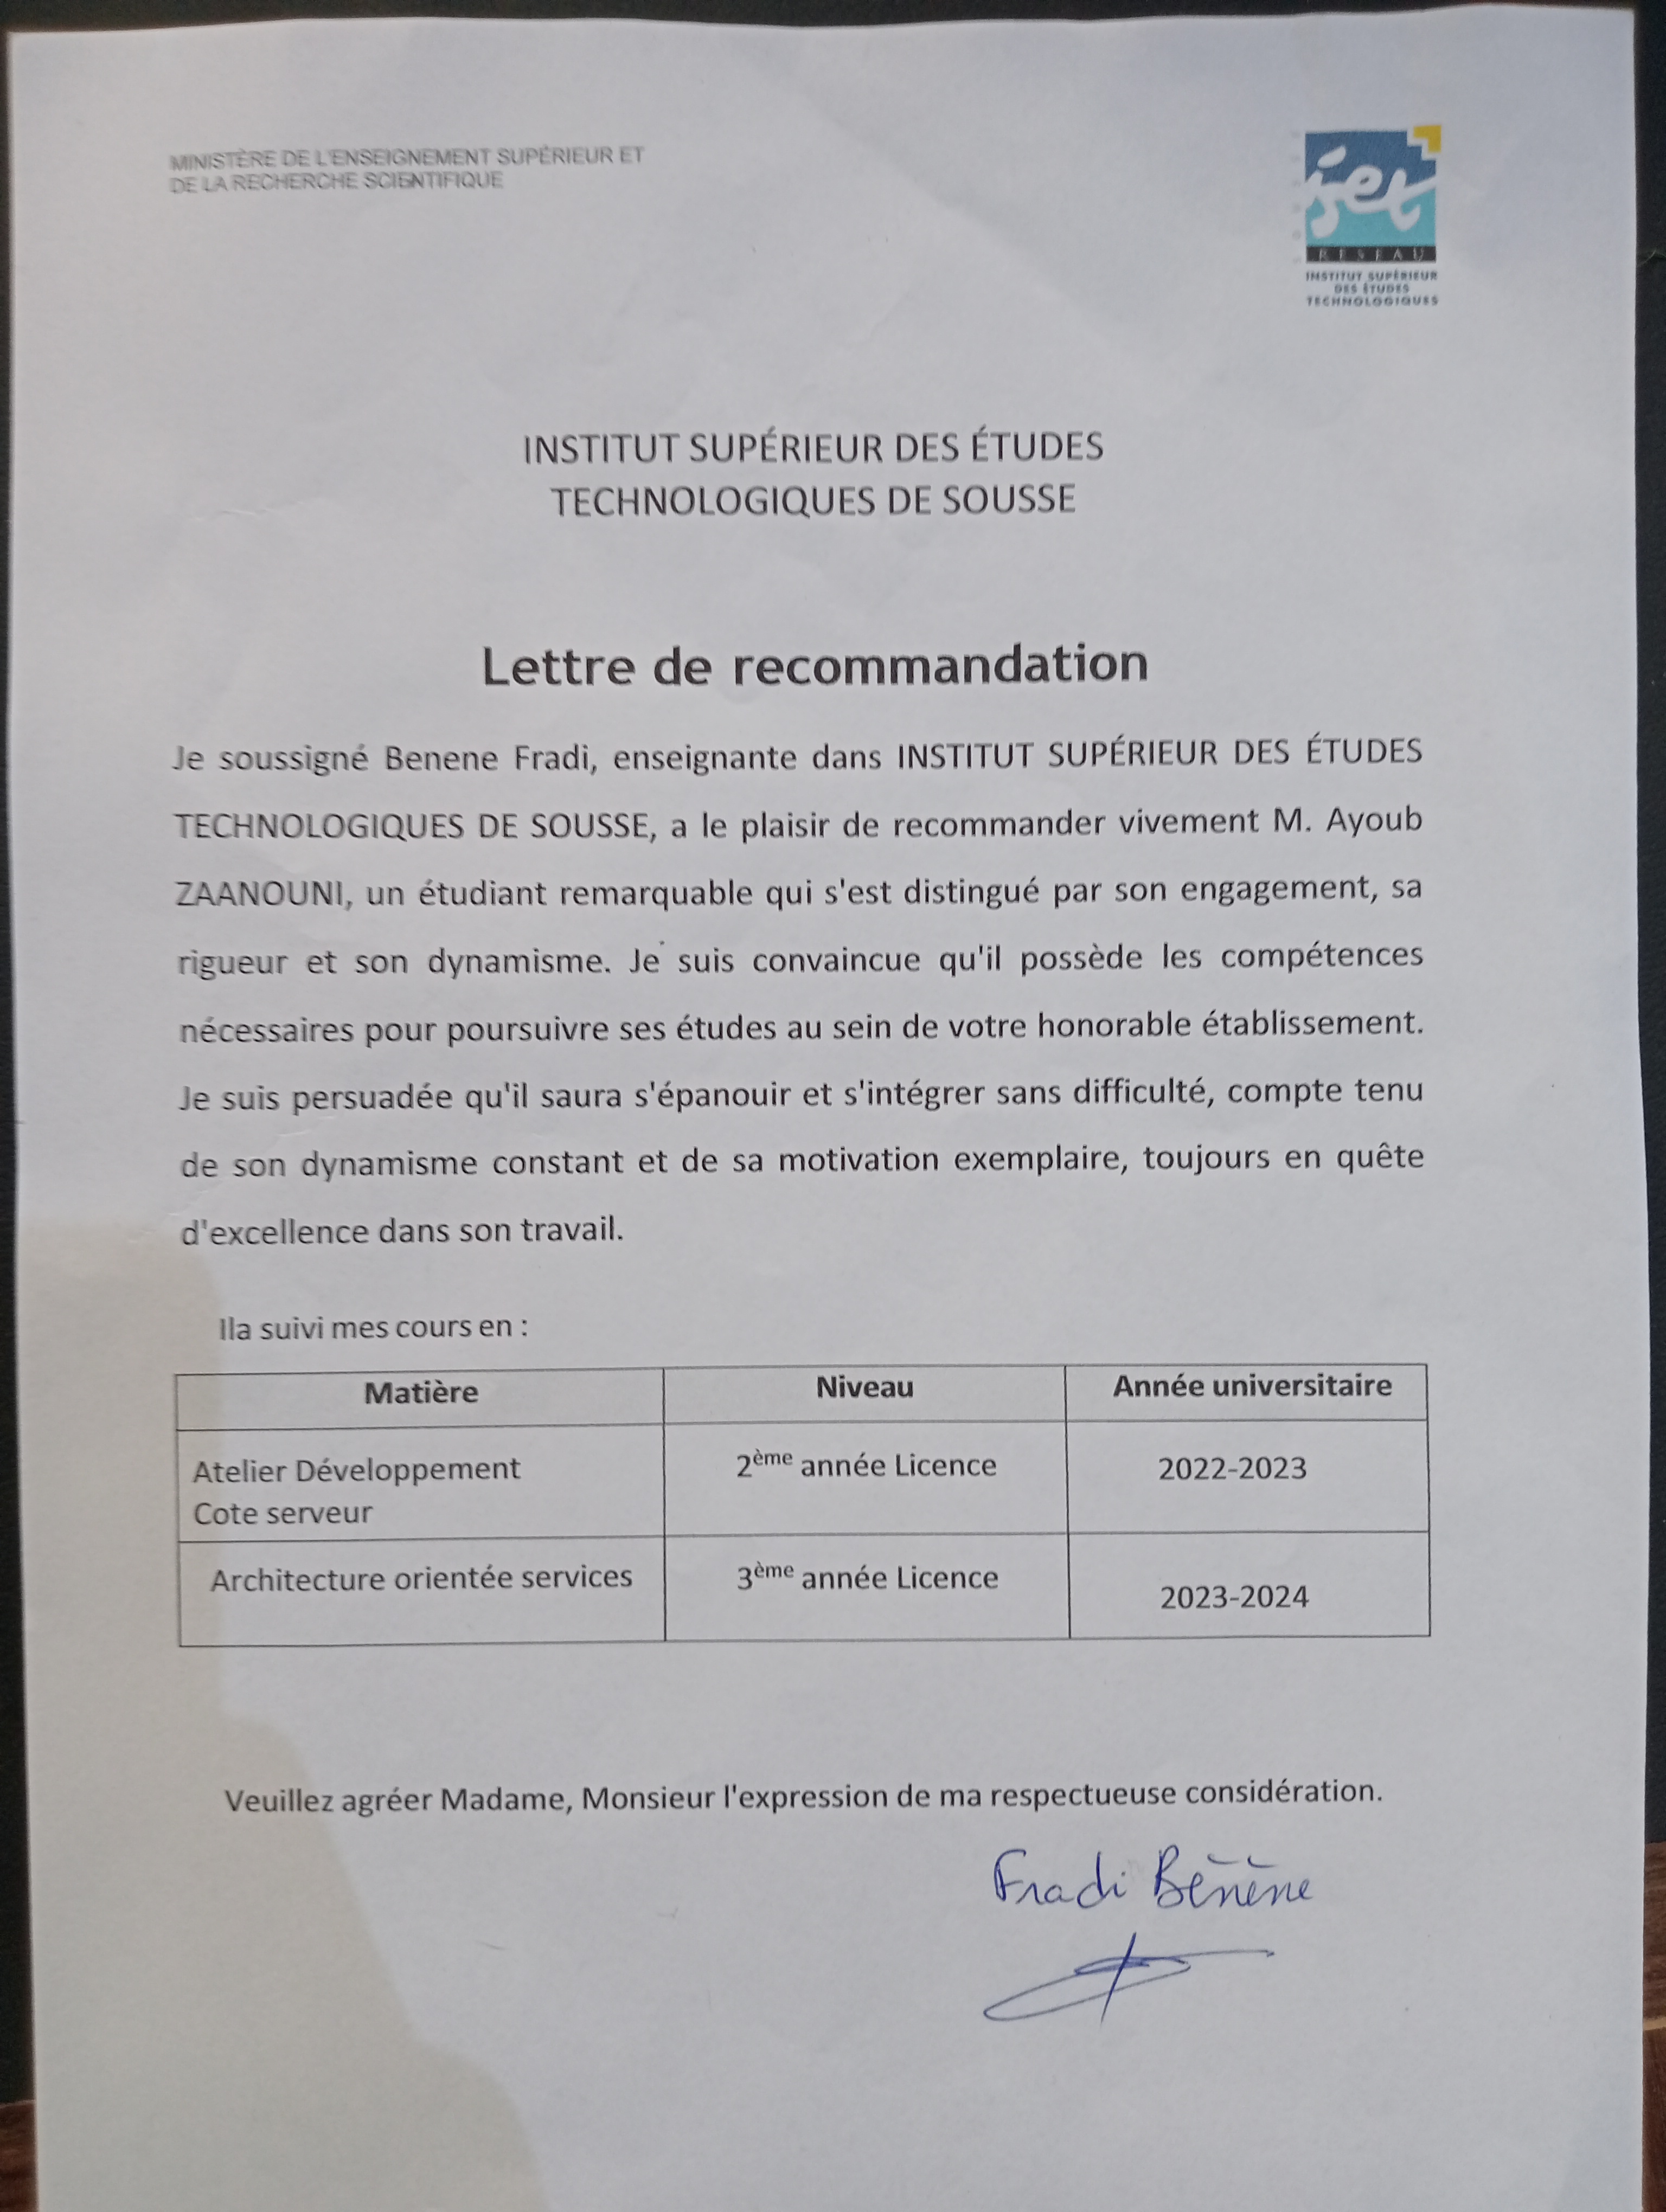 MINISTÈRE DE L'ENSEIGNEMENT SUPÉRIEUR ET
DE LA RECHERCHE SCIENTIFIQUE
iset
RESEAU
INSTITUT SUPÉRIEUR
DES ÉTUDES
TECHNOLOGIQUES
INSTITUT SUPÉRIEUR DES ÉTUDES
TECHNOLOGIQUES DE SOUSSE
Lettre de recommandation
Je soussigné Benene Fradi, enseignante dans INSTITUT SUPÉRIEUR DES ÉTUDES
TECHNOLOGIQUES DE SOUSSE, a le plaisir de recommander vivement M. Ayoub
ZAANOUNI, un étudiant remarquable qui s'est distingué par son engagement, sa
rigueur et son dynamisme. Je suis convaincue qu'il possède les compétences
nécessaires pour poursuivre ses études au sein de votre honorable établissement.
Je suis persuadée qu'il saura s'épanouir et s'intégrer sans difficulté, compte tenu
de son dynamisme constant et de sa motivation exemplaire, toujours en quête
d'excellence dans son travail.
Ila suivi mes cours en :
Matière Niveau Année universitaire
Atelier Développement 2ème année Licence 2022-2023
Cote serveur
Architecture orientée services 3ème année Licence 2023-2024
Veuillez agréer Madame, Monsieur l'expression de ma respectueuse considération.
Fradi Bènène